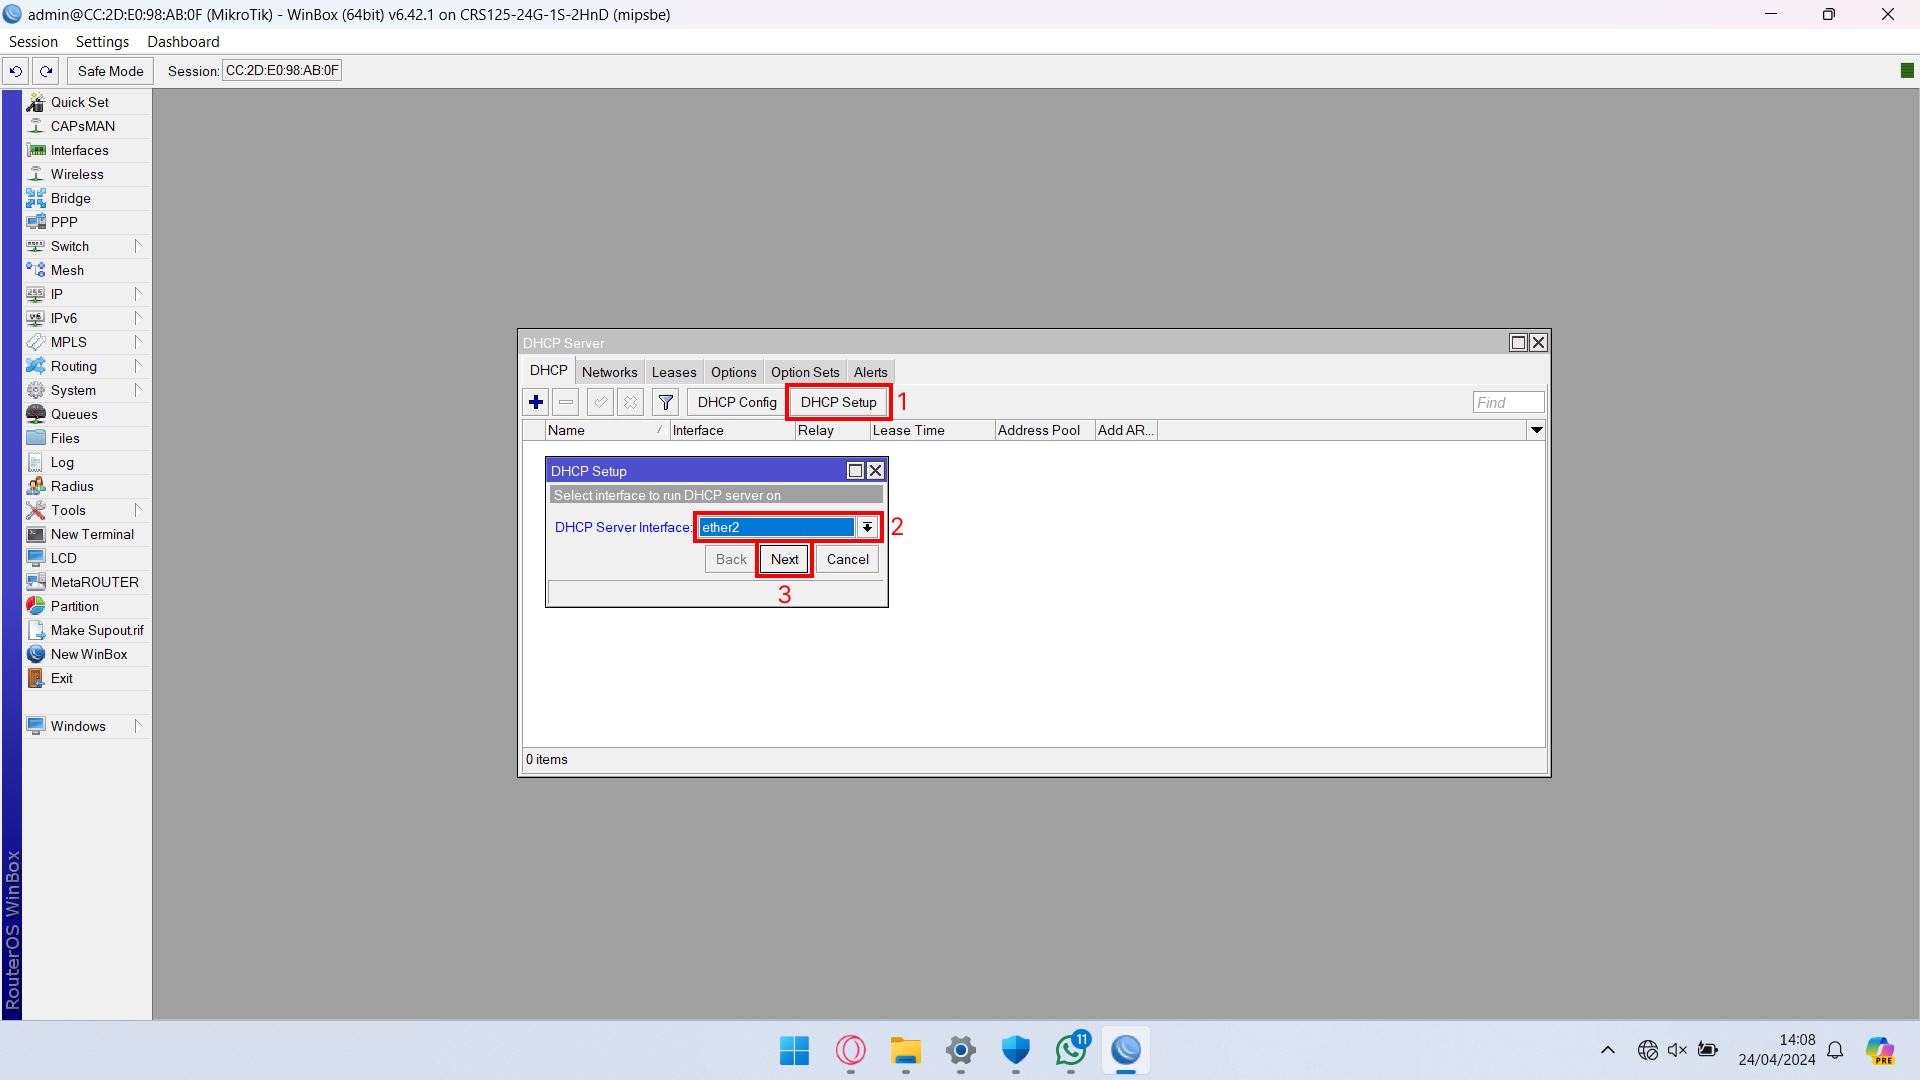 admin@CC:2D:E0:98:AB:0F (MikroTik) - WinBox (64bit) v6.42.1 on CRS125-24G-1S-2HnD (mipsbe)
Session Settings Dashboard
Safe Mode Session: CC:2D:E0:98:AB:0F
Quick Set
CAPsMAN
Interfaces
Wireless
Bridge
PPP
Switch
Mesh
IP
IPv6
MPLS
Routing
System
Queues
Files
Log
Radius
Tools
New Terminal
LCD
MetaROUTER
Partition
Make Supout.rif
New WinBox
Exit
Windows
RouterOS WinBox
DHCP Server
DHCP Networks Leases Options Option Sets Alerts
DHCP Config DHCP Setup 1 Find
Name Interface Relay Lease Time Address Pool Add AR...
DHCP Setup
Select interface to run DHCP server on
DHCP Server Interface: ether2 2
Back Next Cancel
3
0 items
11
14:08
24/04/2024
PRE